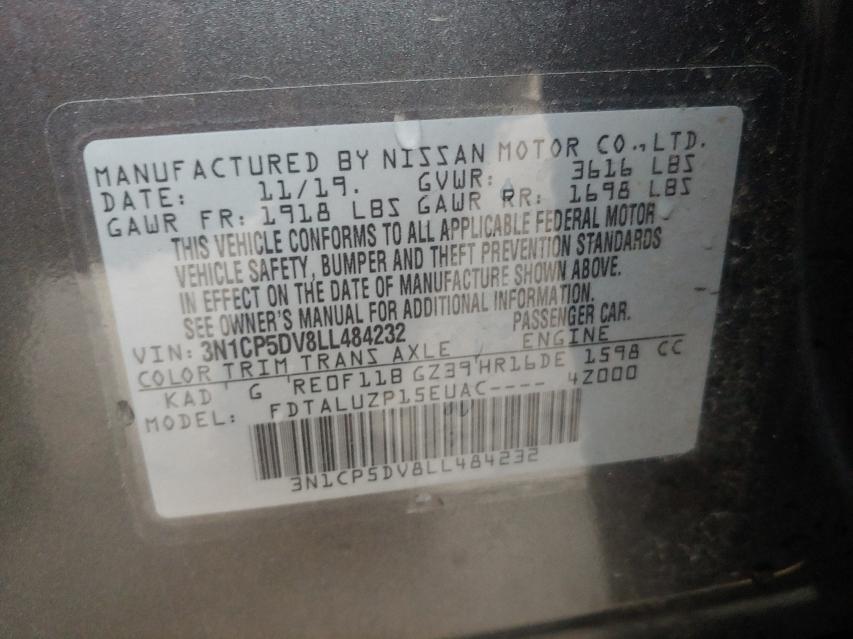 MANUFACTURED BY NISSAN MOTOR CO., LTD.
DATE: 11/19. GVWR: 3616 LBS
GAWR FR: 1918 LBS GAWR RR: 1698 LBS
THIS VEHICLE CONFORMS TO ALL APPLICABLE FEDERAL MOTOR
VEHICLE SAFETY, BUMPER AND THEFT PREVENTION STANDARDS
IN EFFECT ON THE DATE OF MANUFACTURE SHOWN ABOVE.
SEE OWNER'S MANUAL FOR ADDITIONAL INFORMATION.
VIN: 3N1CP5DV8LL484232 PASSENGER CAR.
COLOR TRIM TRANS AXLE ENGINE
KAD G RE0F11B GZ39 HR16DE 1598 CC
MODEL: FDTALUZP15EUAC---- 4Z000
3N1CP5DV8LL484232